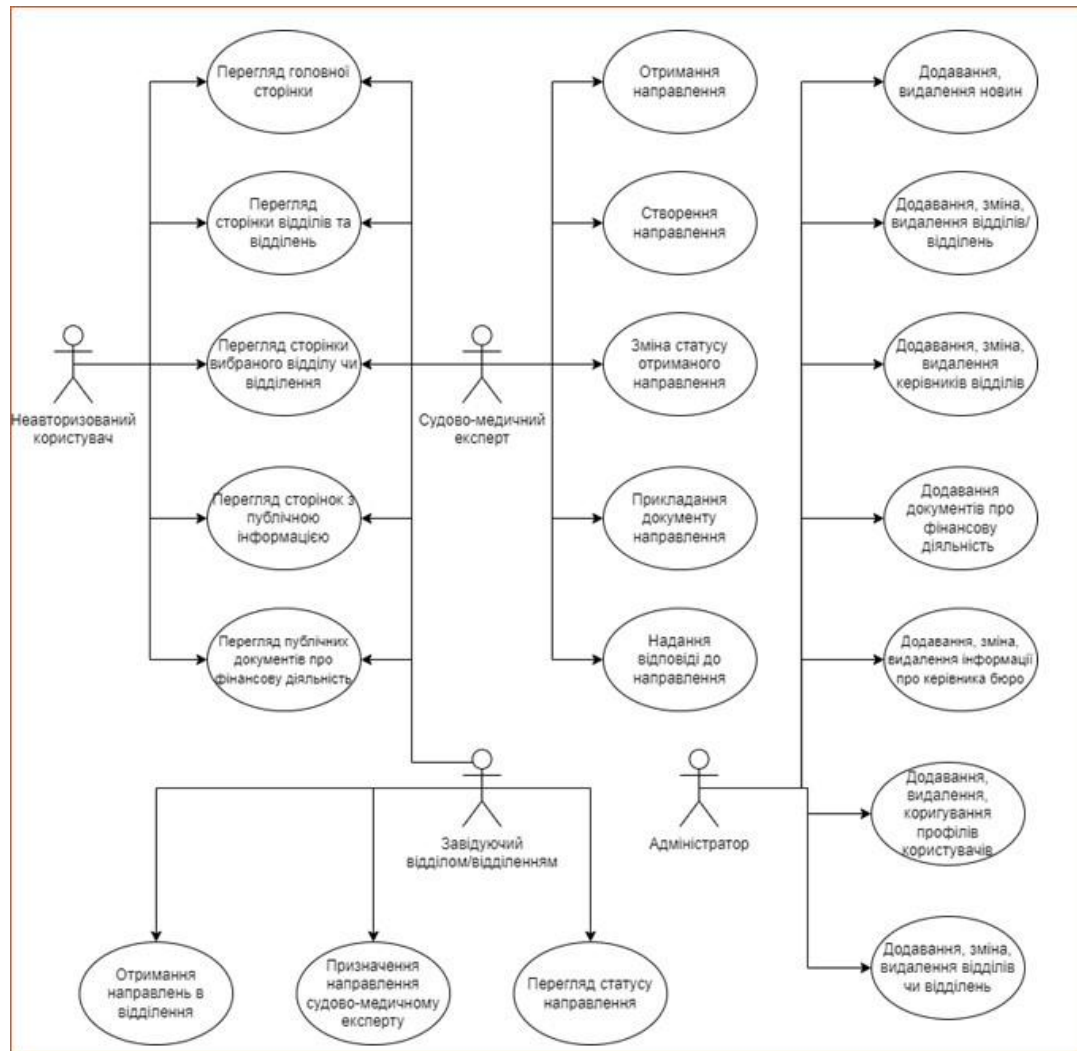 Перегляд головної
сторінки
Отримання
направлення
Додавання,
видалення новин
Перегляд
сторінки відділів та
відділень
Створення
направлення
Додавання, зміна,
видалення відділів/
відділень
Перегляд сторінки
вибраного відділу чи
відділення
Зміна статусу
отриманого
направлення
Додавання, зміна,
видалення
керівників відділів
Неавторизований
користувач
Судово-медичний
експерт
Перегляд сторінок з
публічною
інформацією
Прикладання
документу
направлення
Додавання
документів про
фінансову
діяльність
Перегляд публічних
документів про
фінансову діяльність
Надання
відповіді до
направлення
Додавання, зміна,
видалення інформації
про керівника бюро
Завідуючий
відділом/відділенням
Адміністратор
Додавання,
видалення,
коригування
профілів
користувачів
Отримання
направлень в
відділення
Призначення
направлення
судово-медичному
експерту
Перегляд статусу
направлення
Додавання, зміна,
видалення відділів
чи відділень